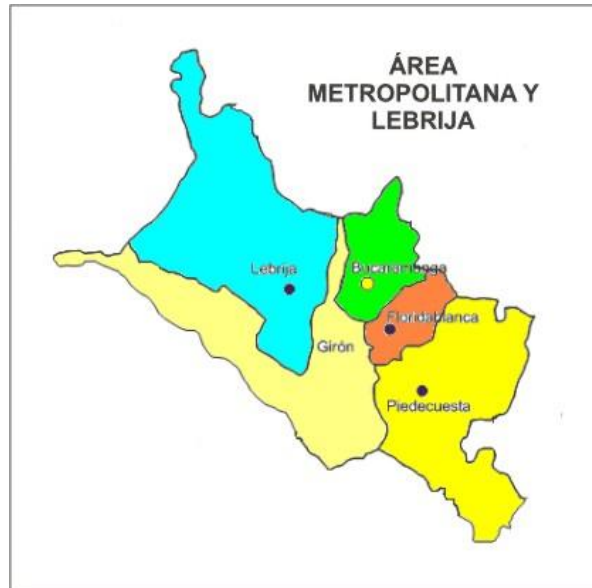 ÁREA
METROPOLITANA Y
LEBRIJA
Lebrija
Bucaramanga
Floridablanca
Girón
Piedecuesta